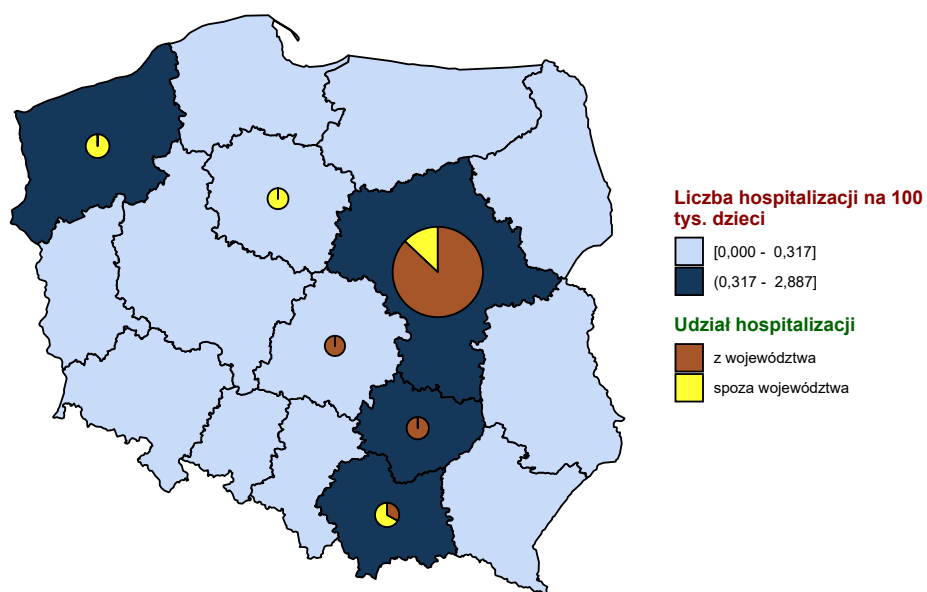 Liczba hospitalizacji na 100
tys. dzieci
[0,000 - 0,317]
(0,317 - 2,887]
Udział hospitalizacji
z województwa
spoza województwa